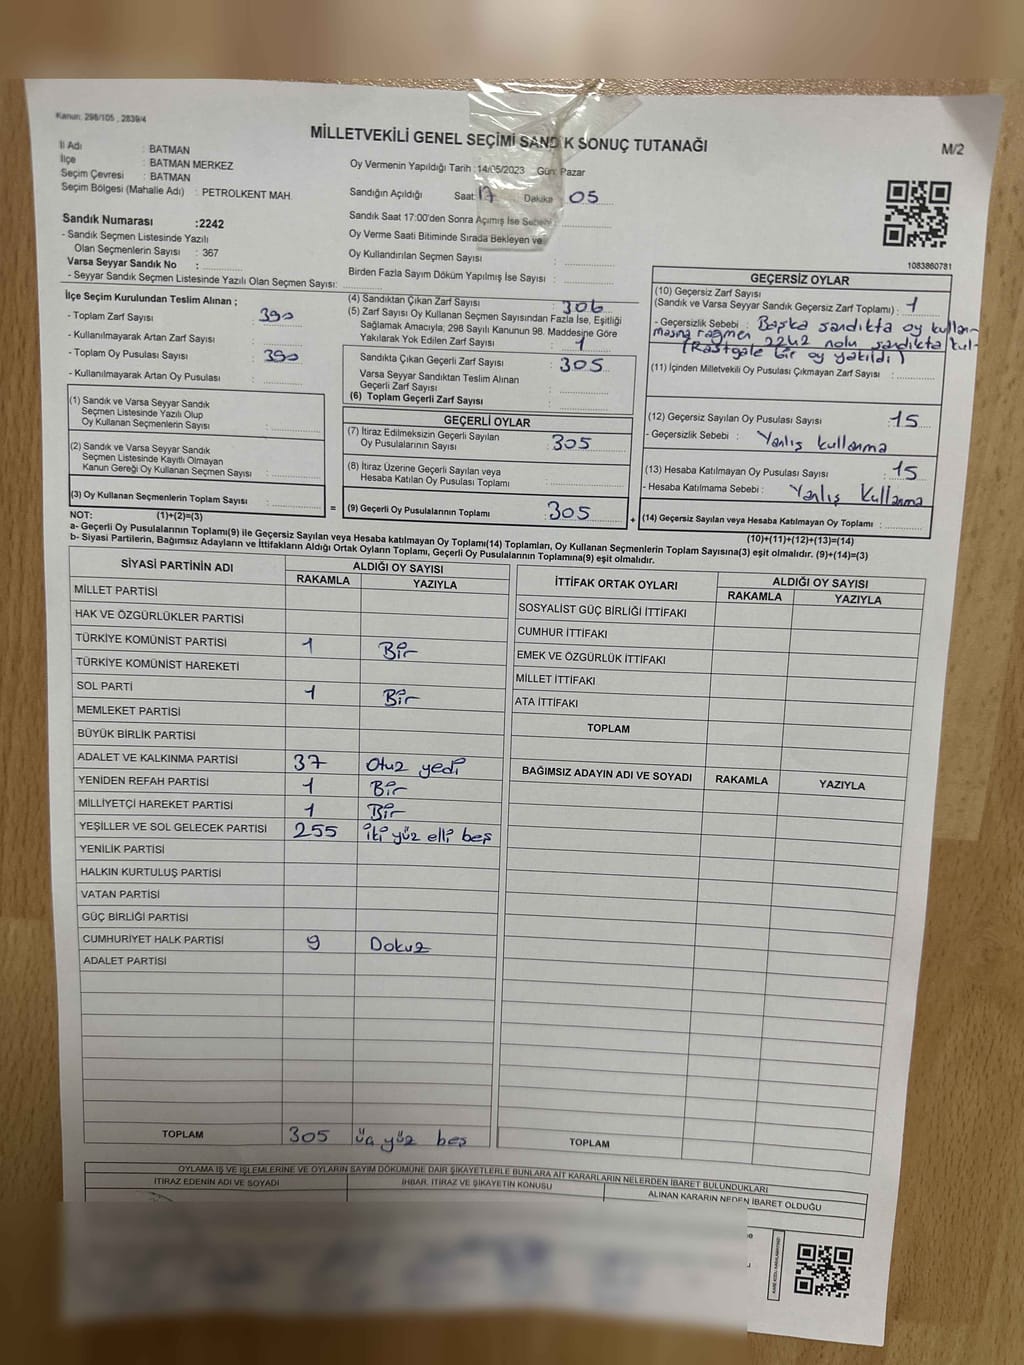 Kanun: 298/105 , 2839/4
MİLLETVEKİLİ GENEL SEÇİMİ SANDIK SONUÇ TUTANAĞI
M/2
İl Adı : BATMAN
İlçe : BATMAN MERKEZ
Seçim Çevresi : BATMAN
Seçim Bölgesi (Mahalle Adı) : PETROLKENT MAH.
Sandık Numarası :2242
- Sandık Seçmen Listesinde Yazılı
Olan Seçmenlerin Sayısı : 367
Varsa Seyyar Sandık No :
- Seyyar Sandık Seçmen Listesinde Yazılı Olan Seçmen Sayısı:
Oy Vermenin Yapıldığı Tarih :14/05/2023 Gün: Pazar
Sandığın Açıldığı Saat: 17 Dakika 05
Sandık Saat 17:00'den Sonra Açımış İse Sebebi
Oy Verme Saati Bitiminde Sırada Bekleyen ve
Oy Kullandırılan Seçmen Sayısı :
Birden Fazla Sayım Döküm Yapılmış İse Sayısı :
1083860781
İlçe Seçim Kurulundan Teslim Alınan ;
- Toplam Zarf Sayısı : 390
- Kullanılmayarak Artan Zarf Sayısı :
- Toplam Oy Pusulası Sayısı : 390
- Kullanılmayarak Artan Oy Pusulası :
(1) Sandık ve Varsa Seyyar Sandık
Seçmen Listesinde Yazılı Olup
Oy Kullanan Seçmenlerin Sayısı :
(2) Sandık ve Varsa Seyyar Sandık
Seçmen Listesinde Kayıtlı Olmayan
Kanun Gereği Oy Kullanan Seçmen Sayısı :
(3) Oy Kullanan Seçmenlerin Toplam Sayısı :
=
(4) Sandıktan Çıkan Zarf Sayısı : 306
(5) Zarf Sayısı Oy Kullanan Seçmen Sayısından Fazla İse, Eşitliği
Sağlamak Amacıyla; 298 Sayılı Kanunun 98. Maddesine Göre
Yakılarak Yok Edilen Zarf Sayısı : 1
Sandıkta Çıkan Geçerli Zarf Sayısı : 305
Varsa Seyyar Sandıktan Teslim Alınan
Geçerli Zarf Sayısı :
(6) Toplam Geçerli Zarf Sayısı :
GEÇERLİ OYLAR
(7) İtiraz Edilmeksizin Geçerli Sayılan
Oy Pusulalarının Sayısı : 305
(8) İtiraz Üzerine Geçerli Sayılan veya
Hesaba Katılan Oy Pusulası Toplamı :
(9) Geçerli Oy Pusulalarının Toplamı : 305
+
GEÇERSİZ OYLAR
(10) Geçersiz Zarf Sayısı
(Sandık ve Varsa Seyyar Sandık Geçersiz Zarf Toplamı) : 1
- Geçersizlik Sebebi : Başka sandıkta oy kullan-
masına rağmen 2242 nolu sandıkta kul-
(Rastgale bir oy yakıldı)
(11) İçinden Milletvekili Oy Pusulası Çıkmayan Zarf Sayısı :
(12) Geçersiz Sayılan Oy Pusulası Sayısı : 15
- Geçersizlik Sebebi : Yanlış kullanma
(13) Hesaba Katılmayan Oy Pusulası Sayısı : 15
- Hesaba Katılmama Sebebi : Yanlış kullanma
(14) Geçersiz Sayılan veya Hesaba Katılmayan Oy Toplamı :
NOT: (1)+(2)=(3)
(10)+(11)+(12)+(13)=(14)
a- Geçerli Oy Pusulalarının Toplamı(9) ile Geçersiz Sayılan veya Hesaba katılmayan Oy Toplamı(14) Toplamları, Oy Kullanan Seçmenlerin Toplam Sayısına(3) eşit olmalıdır. (9)+(14)=(3)
b- Siyasi Partilerin, Bağımsız Adayların ve İttifakların Aldığı Ortak Oyların Toplamı, Geçerli Oy Pusulalarının Toplamına(9) eşit olmalıdır.
SİYASİ PARTİNİN ADI ALDIĞI OY SAYISI
RAKAMLA YAZIYLA
MİLLET PARTİSİ
HAK VE ÖZGÜRLÜKLER PARTİSİ
TÜRKİYE KOMÜNİST PARTİSİ 1 Bir
TÜRKİYE KOMÜNİST HAREKETİ
SOL PARTİ 1 Bir
MEMLEKET PARTİSİ
BÜYÜK BİRLİK PARTİSİ
ADALET VE KALKINMA PARTİSİ 37 Otuz yedi
YENİDEN REFAH PARTİSİ 1 Bir
MİLLİYETÇİ HAREKET PARTİSİ 1 Bir
YEŞİLLER VE SOL GELECEK PARTİSİ 255 iki yüz elli beş
YENİLİK PARTİSİ
HALKIN KURTULUŞ PARTİSİ
VATAN PARTİSİ
GÜÇ BİRLİĞİ PARTİSİ
CUMHURİYET HALK PARTİSİ 9 Dokuz
ADALET PARTİSİ
TOPLAM 305 üç yüz beş
İTTİFAK ORTAK OYLARI ALDIĞI OY SAYISI
RAKAMLA YAZIYLA
SOSYALİST GÜÇ BİRLİĞİ İTTİFAKI
CUMHUR İTTİFAKI
EMEK VE ÖZGÜRLÜK İTTİFAKI
MİLLET İTTİFAKI
ATA İTTİFAKI
TOPLAM
BAĞIMSIZ ADAYIN ADI VE SOYADI RAKAMLA YAZIYLA
TOPLAM
OYLAMA İŞ VE İŞLEMLERİNE VE OYLARIN SAYIM DÖKÜMÜNE DAİR ŞİKAYETLERLE BUNLARA AİT KARARLARIN NELERDEN İBARET BULUNDUKLARI
İTİRAZ EDENİN ADI VE SOYADI İHBAR, İTİRAZ VE ŞİKAYETİN KONUSU ALINAN KARARIN NEDEN İBARET OLDUĞU